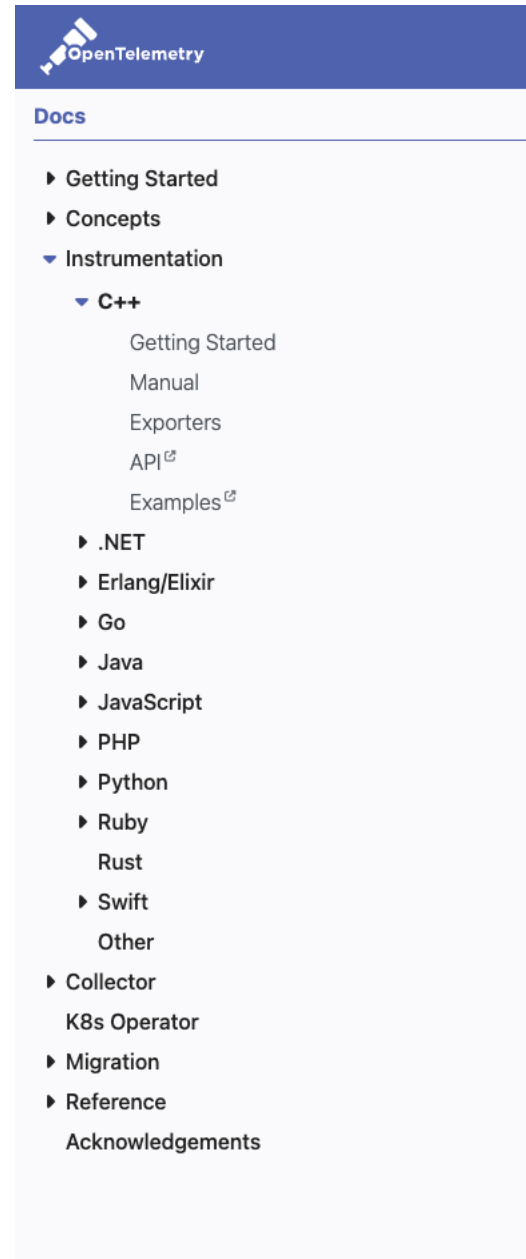 OpenTelemetry
Docs
Getting Started
Concepts
Instrumentation
C++
Getting Started
Manual
Exporters
API
Examples
.NET
Erlang/Elixir
Go
Java
JavaScript
PHP
Python
Ruby
Rust
Swift
Other
Collector
K8s Operator
Migration
Reference
Acknowledgements